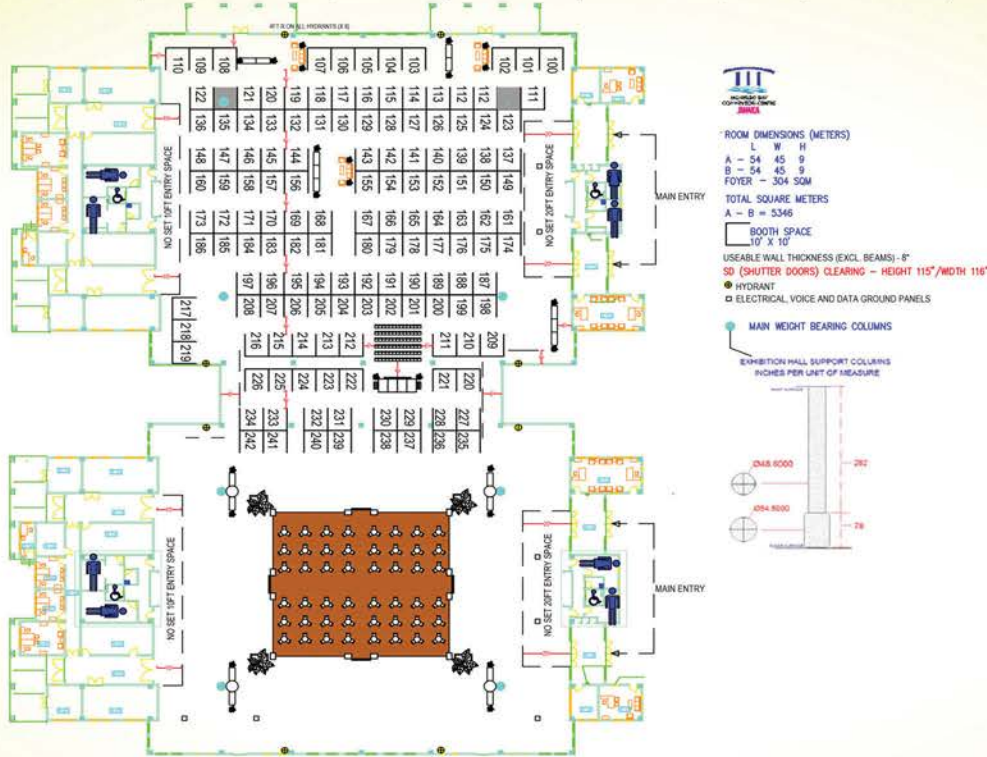 110 109 108 107 106 105 104 103 102 101 100
122 121 120 119 118 117 116 115 114 113 112 112 111
136 135 134 133 132 131 130 129 128 127 126 125 124 123
148 147 146 145 144 143 142 141 140 139 138 137
160 159 158 157 156 155 154 153 152 151 150 149
173 172 171 170 169 168 167 166 165 164 163 162 161
186 185 184 183 182 181 180 179 178 177 176 175 174
NO SET 10FT ENTRY SPACE
NO SET 20FT ENTRY SPACE
MAIN ENTRY
197 196 195 194 193 192 191 190 189 188 187
208 207 206 205 204 203 202 201 200 199 198
217
218
219
216 215 214 213 212 211 210 209
226 225 224 223 222 221 220
234 233 232 231 230 229 228 227
242 241 240 239 238 237 236 235
NO SET 10FT ENTRY SPACE
NO SET 20FT ENTRY SPACE
MAIN ENTRY
ROOM DIMENSIONS (METERS)
L W H
A - 54 45 9
B - 54 45 9
FOYER - 304 SQM
TOTAL SQUARE METERS
A - B = 5346
BOOTH SPACE
10' X 10'
USEABLE WALL THICKNESS (EXCL. BEAMS) - 8"
SD (SHUTTER DOORS) CLEARING - HEIGHT 115"/WIDTH 116"
HYDRANT
ELECTRICAL, VOICE AND DATA GROUND PANELS
MAIN WEIGHT BEARING COLUMNS
EXHIBITION HALL SUPPORT COLUMNS
INCHES PER UNIT OF MEASURE
282